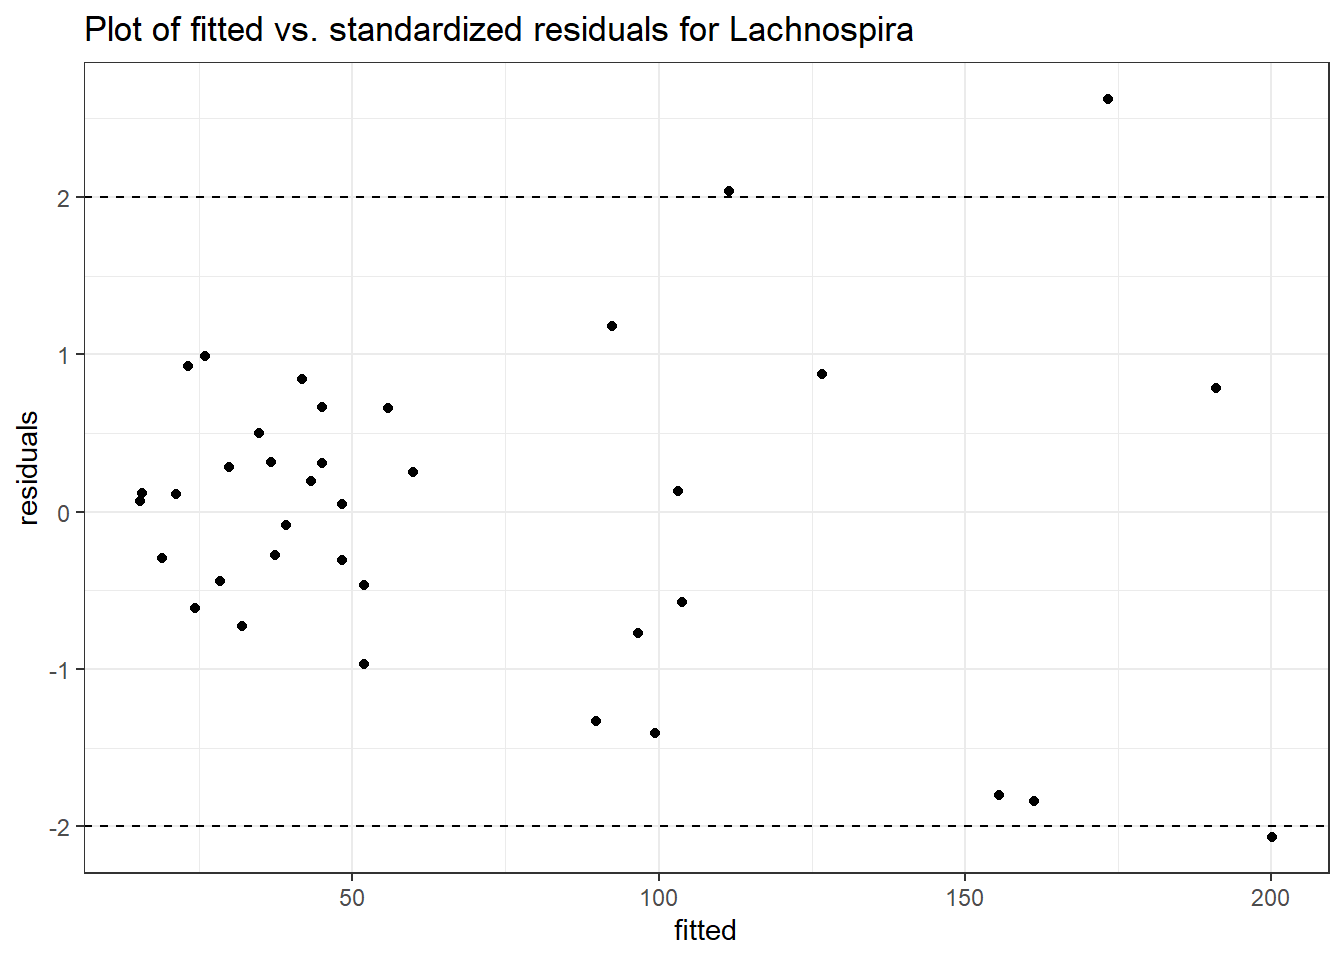 Plot of fitted vs. standardized residuals for Lachnospira
residuals
2
1
0
-1
-2
50 100 150 200
fitted